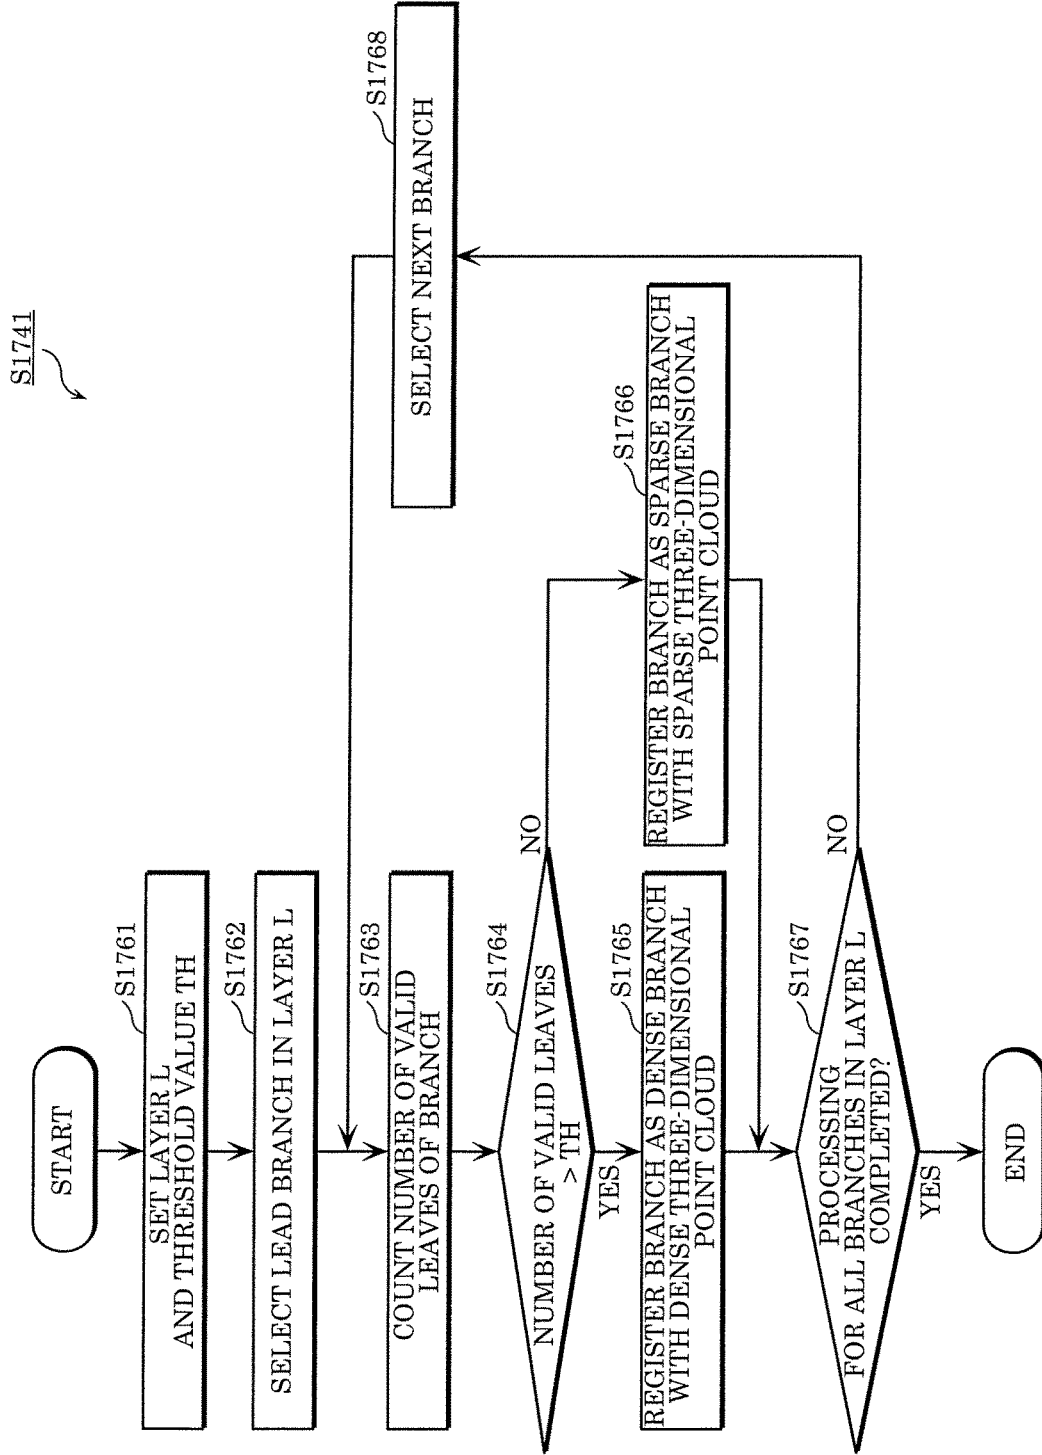 S1741
START
S1761
SET LAYER L
AND THRESHOLD VALUE TH
S1762
SELECT LEAD BRANCH IN LAYER L
S1768
SELECT NEXT BRANCH
S1763
COUNT NUMBER OF VALID
LEAVES OF BRANCH
S1764
NUMBER OF VALID LEAVES
> TH
NO
YES
S1765
REGISTER BRANCH AS DENSE BRANCH
WITH DENSE THREE-DIMENSIONAL
POINT CLOUD
S1766
REGISTER BRANCH AS SPARSE BRANCH
WITH SPARSE THREE-DIMENSIONAL
POINT CLOUD
S1767
PROCESSING
FOR ALL BRANCHES IN LAYER L
COMPLETED?
NO
YES
END